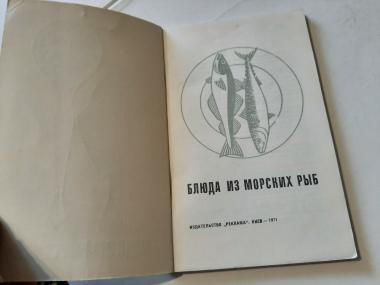 БЛЮДА ИЗ МОРСКИХ РЫБ
ИЗДАТЕЛЬСТВО „РЕКЛАМА“. КИЕВ — 1971